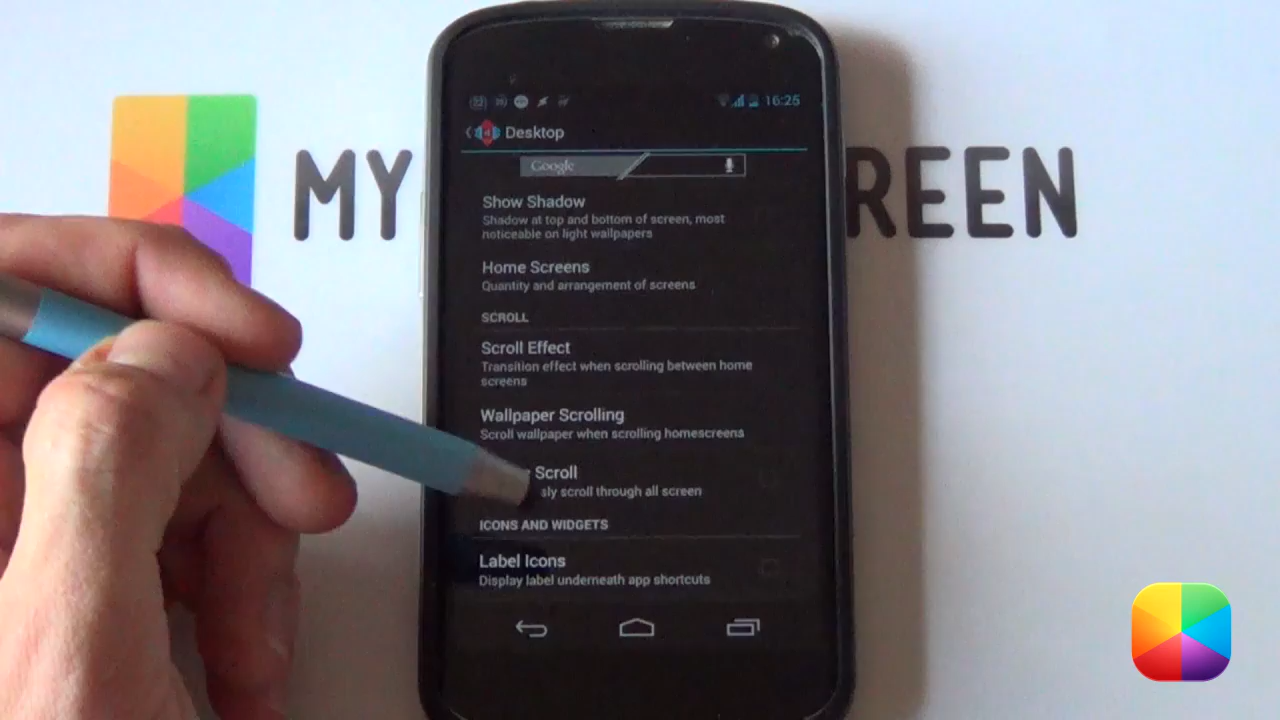 16:25
Desktop
Google
MY
REEN
Show Shadow
Shadow at top and bottom of screen, most
noticeable on light wallpapers
Home Screens
Quantity and arrangement of screens
SCROLL
Scroll Effect
Transition effect when scrolling between home
screens
Wallpaper Scrolling
Scroll wallpaper when scrolling homescreens
Scroll
sly scroll through all screen
ICONS AND WIDGETS
Label Icons
Display label underneath app shortcuts